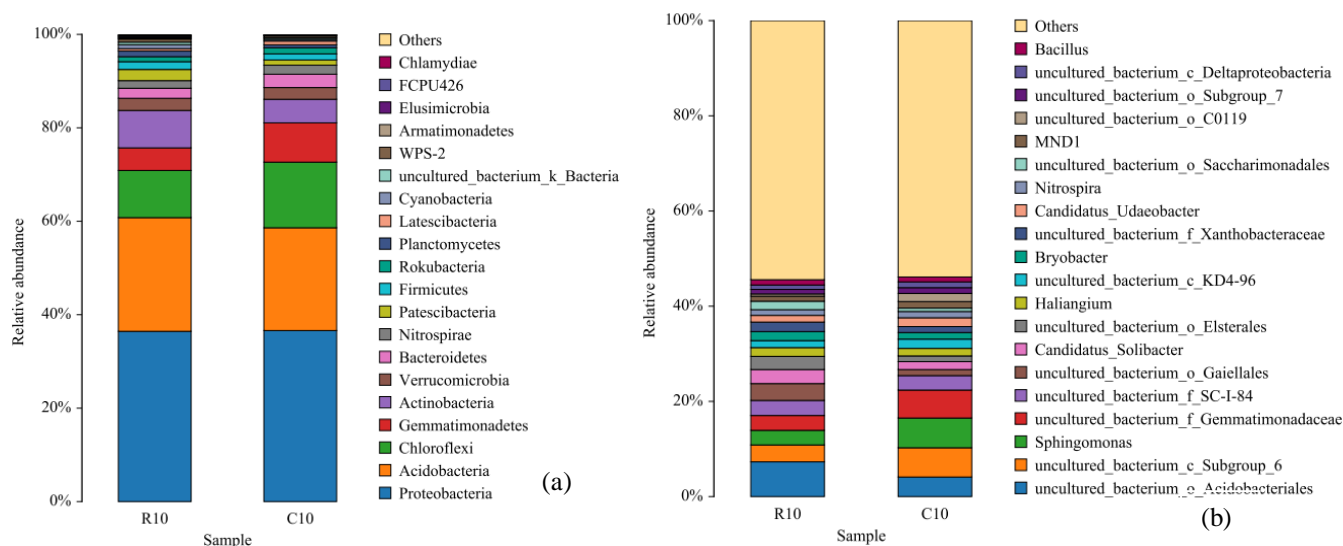 100%
80%
60%
40%
20%
0%
Relative abundance
R10
C10
Sample
Others
Chlamydiae
FCPU426
Elusimicrobia
Armatimonadetes
WPS-2
uncultured_bacterium_k_Bacteria
Cyanobacteria
Latescibacteria
Planctomycetes
Rokubacteria
Firmicutes
Patescibacteria
Nitrospirae
Bacteroidetes
Verrucomicrobia
Actinobacteria
Gemmatimonadetes
Chloroflexi
Acidobacteria
Proteobacteria
(a)
100%
80%
60%
40%
20%
0%
Relative abundance
R10
C10
Sample
Others
Bacillus
uncultured_bacterium_c_Deltaproteobacteria
uncultured_bacterium_o_Subgroup_7
uncultured_bacterium_o_C0119
MND1
uncultured_bacterium_o_Saccharimonadales
Nitrospira
Candidatus_Udaeobacter
uncultured_bacterium_f_Xanthobacteraceae
Bryobacter
uncultured_bacterium_c_KD4-96
Haliangium
uncultured_bacterium_o_Elsterales
Candidatus_Solibacter
uncultured_bacterium_o_Gaiellales
uncultured_bacterium_f_SC-I-84
uncultured_bacterium_f_Gemmatimonadaceae
Sphingomonas
uncultured_bacterium_c_Subgroup_6
uncultured_bacterium_o_Acidobacteriales
(b)